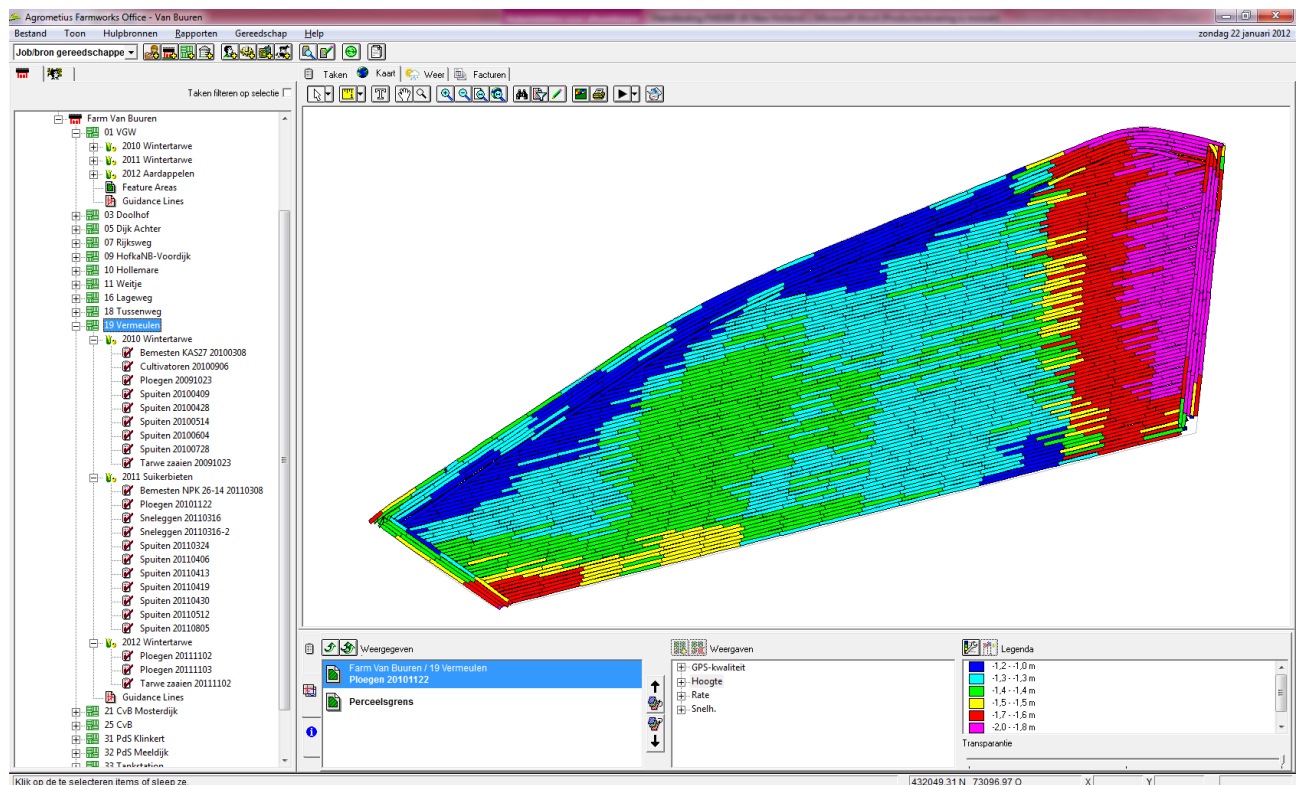 Agrometius Farmworks Office - Van Buuren
Bestand Toon Hulpbronnen Rapporten Gereedschap Help
zondag 22 januari 2012
Job/bron gereedschappe
Taken Kaart Weer Facturen
Taken filteren op selectie
Farm Van Buuren
01 VGW
2010 Wintertarwe
2011 Wintertarwe
2012 Aardappelen
Feature Areas
Guidance Lines
03 Doolhof
05 Dijk Achter
07 Rijksweg
09 HofkaNB-Voordijk
10 Hollemare
11 Weitje
16 Lageweg
18 Tussenweg
19 Vermeulen
2010 Wintertarwe
Bemesten KAS27 20100308
Cultivatoren 20100906
Ploegen 20091023
Spuiten 20100409
Spuiten 20100428
Spuiten 20100514
Spuiten 20100604
Spuiten 20100728
Tarwe zaaien 20091023
2011 Suikerbieten
Bemesten NPK 26-14 20110308
Ploegen 20101122
Sneleggen 20110316
Sneleggen 20110316-2
Spuiten 20110324
Spuiten 20110406
Spuiten 20110413
Spuiten 20110419
Spuiten 20110430
Spuiten 20110512
Spuiten 20110805
2012 Wintertarwe
Ploegen 20111102
Ploegen 20111103
Tarwe zaaien 20111102
Guidance Lines
21 CvB Mosterdijk
25 CvB
31 PdS Klinkert
32 PdS Meeldijk
33 Tankstation
Weergegeven
Farm Van Buuren / 19 Vermeulen
Ploegen 20101122
Perceelsgrens
Weergaven
GPS-kwaliteit
Hoogte
Rate
Snelh.
Legenda
-1,2 - -1,0 m
-1,3 - -1,3 m
-1,4 - -1,4 m
-1,5 - -1,5 m
-1,7 - -1,6 m
-2,0 - -1,8 m
Transparantie
Klik op de te selecteren items of sleep ze.
432049.31 N 73096.97 O X Y